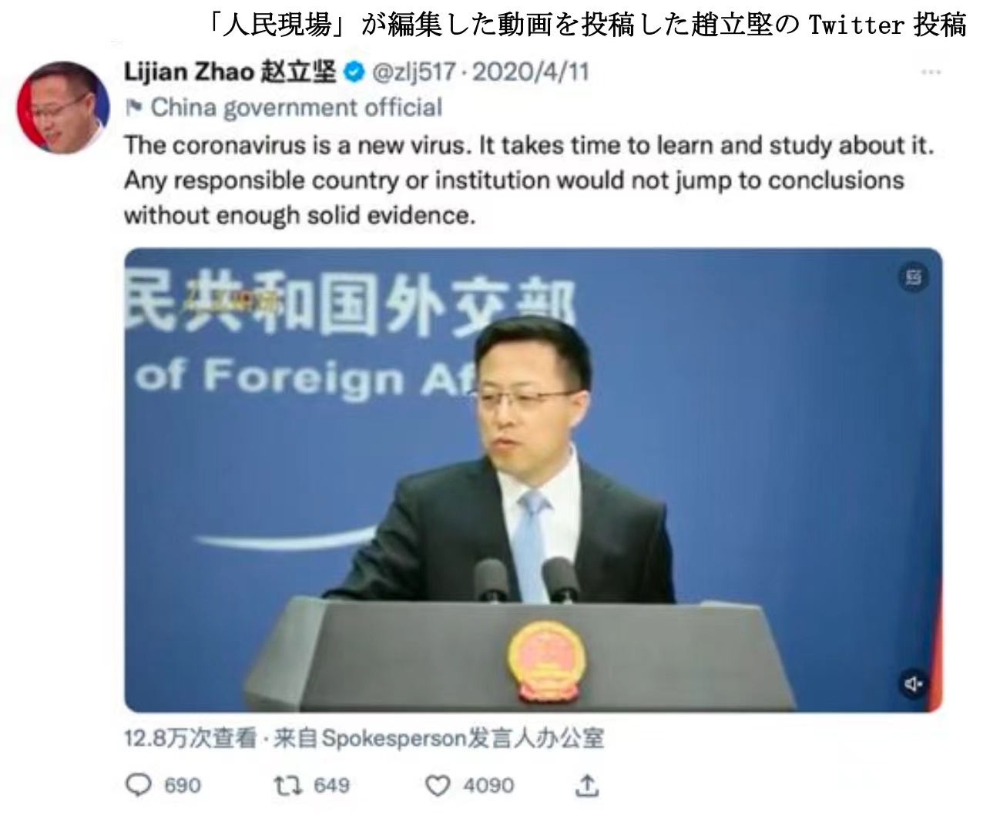 「人民現場」が編集した動画を投稿した趙立堅の Twitter 投稿
Lijian Zhao 赵立坚 @zlj517 · 2020/4/11
China government official
The coronavirus is a new virus. It takes time to learn and study about it.
Any responsible country or institution would not jump to conclusions
without enough solid evidence.
民共和国外交部
of Foreign Af
12.8万次查看 · 来自Spokesperson发言人办公室
690 649 4090